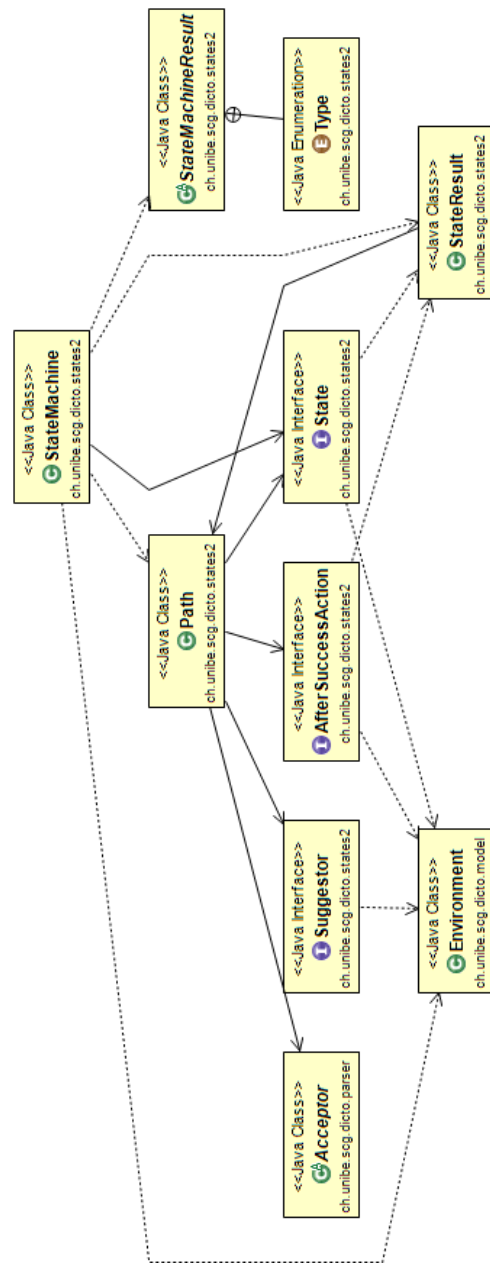 <<Java Class>>
C StateMachine
ch.unibe.scg.dicto.states2
<<Java Class>>
C Path
ch.unibe.scg.dicto.states2
<<Java Class>>
CA StateMachineResult
ch.unibe.scg.dicto.states2
<<Java Class>>
CA Acceptor
ch.unibe.scg.dicto.parser
<<Java Interface>>
I Suggestor
ch.unibe.scg.dicto.states2
<<Java Interface>>
I AfterSuccessAction
ch.unibe.scg.dicto.states2
<<Java Interface>>
I State
ch.unibe.scg.dicto.states2
<<Java Enumeration>>
E Type
ch.unibe.scg.dicto.states2
<<Java Class>>
C Environment
ch.unibe.scg.dicto.model
<<Java Class>>
C StateResult
ch.unibe.scg.dicto.states2